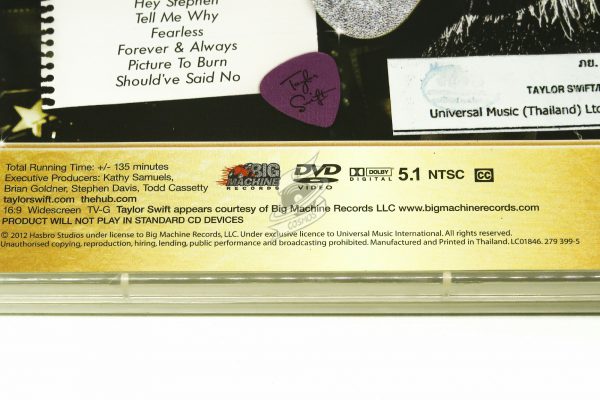 Hey Stephen
Tell Me Why
Fearless
Forever & Always
Picture To Burn
Should've Said No
Taylor
Swift
ภย.
TAYLOR SWIFT/
Universal Music (Thailand) Ltd
Total Running Time: +/- 135 minutes
Executive Producers: Kathy Samuels,
Brian Goldner, Stephen Davis, Todd Cassetty
taylorswift.com thehub.com
BIG
MACHINE
RECORDS
DVD
VIDEO
DOLBY
DIGITAL
5.1 NTSC CC
16:9 Widescreen TV-G Taylor Swift appears courtesy of Big Machine Records LLC www.bigmachinerecords.com
PRODUCT WILL NOT PLAY IN STANDARD CD DEVICES
© 2012 Hasbro Studios under license to Big Machine Records, LLC. Under exclusive licence to Universal Music International. All rights reserved.
Unauthorised copying, reproduction, hiring, lending, public performance and broadcasting prohibited. Manufactured and Printed in Thailand. LC01846. 279 399-5